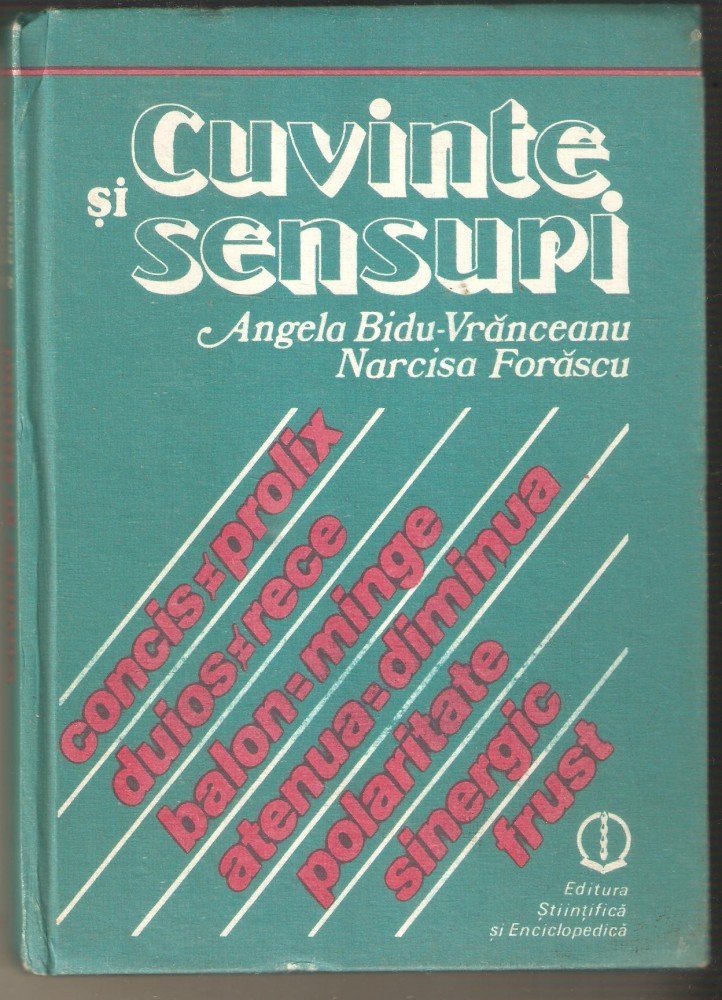 Cuvinte
și
sensuri
Angela Bidu-Vrănceanu
Narcisa Forăscu
concis≠prolix
duios≠rece
balon=minge
atenua=diminua
polaritate
sinergic
frust
Editura
Științifică
și Enciclopedică